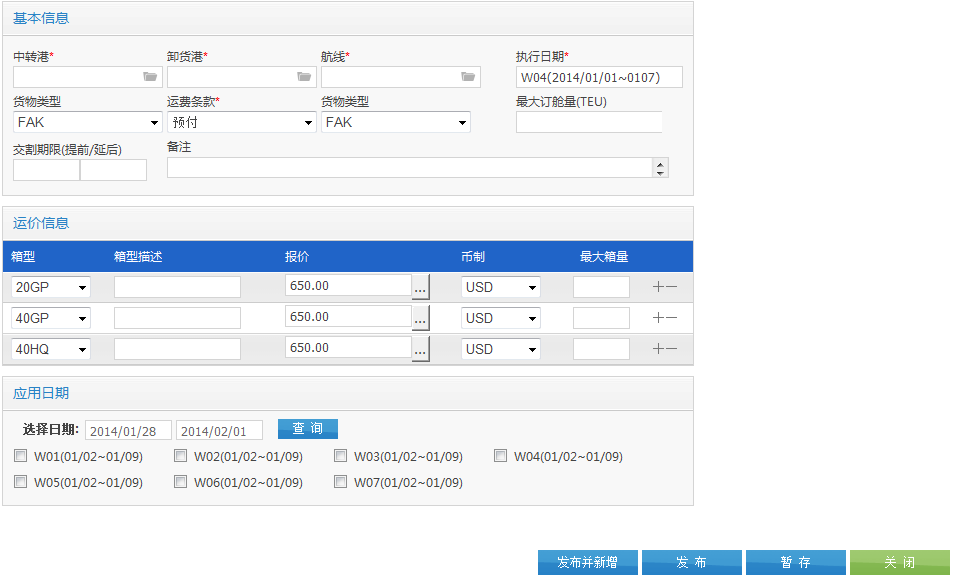 基本信息
中转港* 卸货港* 航线* 执行日期*
W04(2014/01/01~0107)
货物类型 运费条款* 货物类型 最大订舱量(TEU)
FAK 预付 FAK
交割期限(提前/延后) 备注
运价信息
箱型 箱型描述 报价 币制 最大箱量
20GP 650.00 ... USD
40GP 650.00 ... USD
40HQ 650.00 ... USD
应用日期
选择日期: 2014/01/28 2014/02/01 查 询
W01(01/02~01/09) W02(01/02~01/09) W03(01/02~01/09) W04(01/02~01/09)
W05(01/02~01/09) W06(01/02~01/09) W07(01/02~01/09)
发布并新增 发 布 暂 存 关 闭